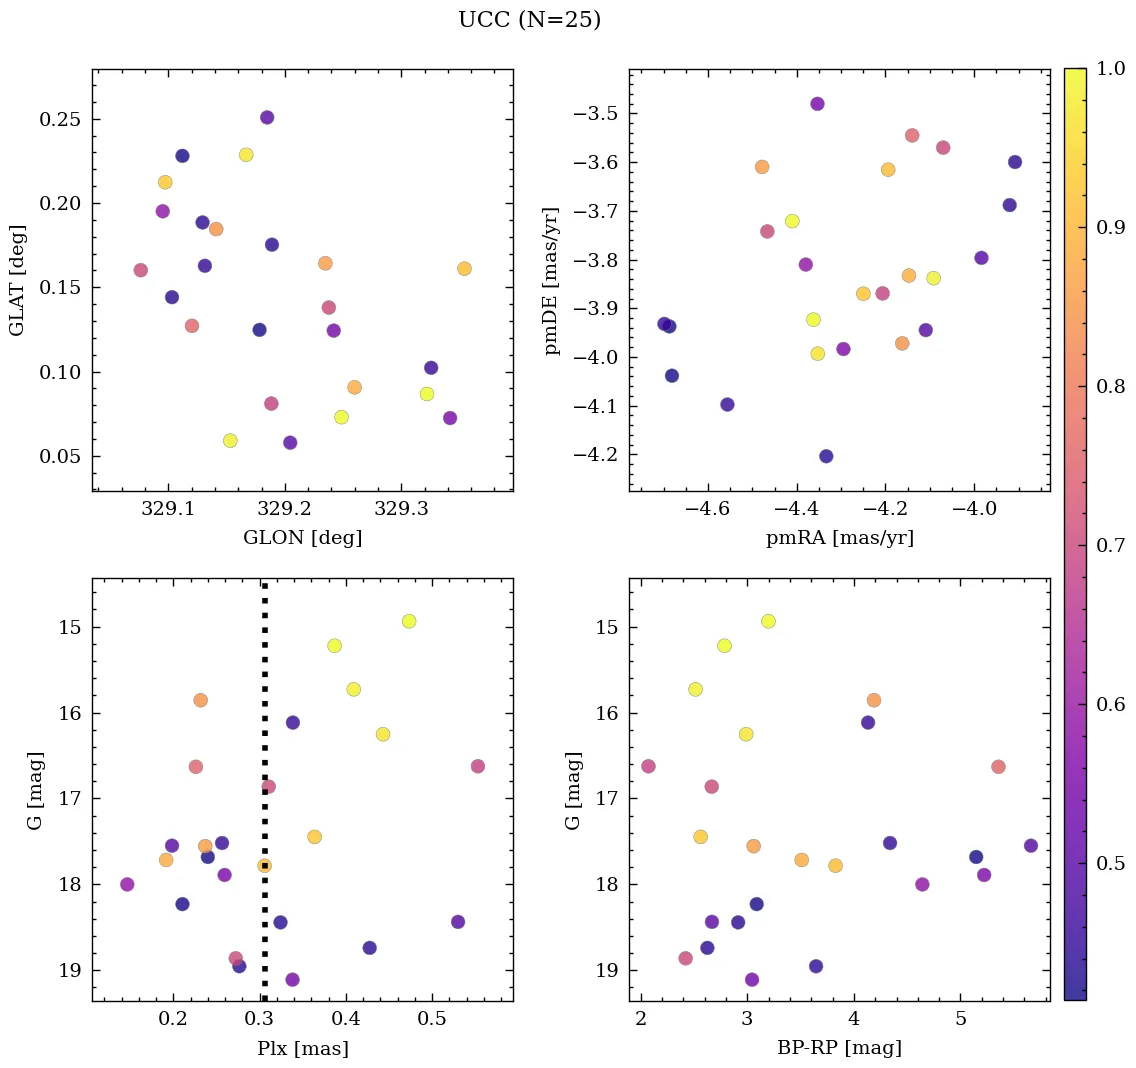 UCC (N=25)
0.25
0.20
0.15
0.10
0.05
GLAT [deg]
329.1 329.2 329.3
GLON [deg]
−3.5
−3.6
−3.7
−3.8
−3.9
−4.0
−4.1
−4.2
pmDE [mas/yr]
−4.6 −4.4 −4.2 −4.0
pmRA [mas/yr]
1.0
0.9
0.8
0.7
0.6
0.5
15
16
17
18
19
G [mag]
0.2 0.3 0.4 0.5
Plx [mas]
15
16
17
18
19
G [mag]
2 3 4 5
BP-RP [mag]